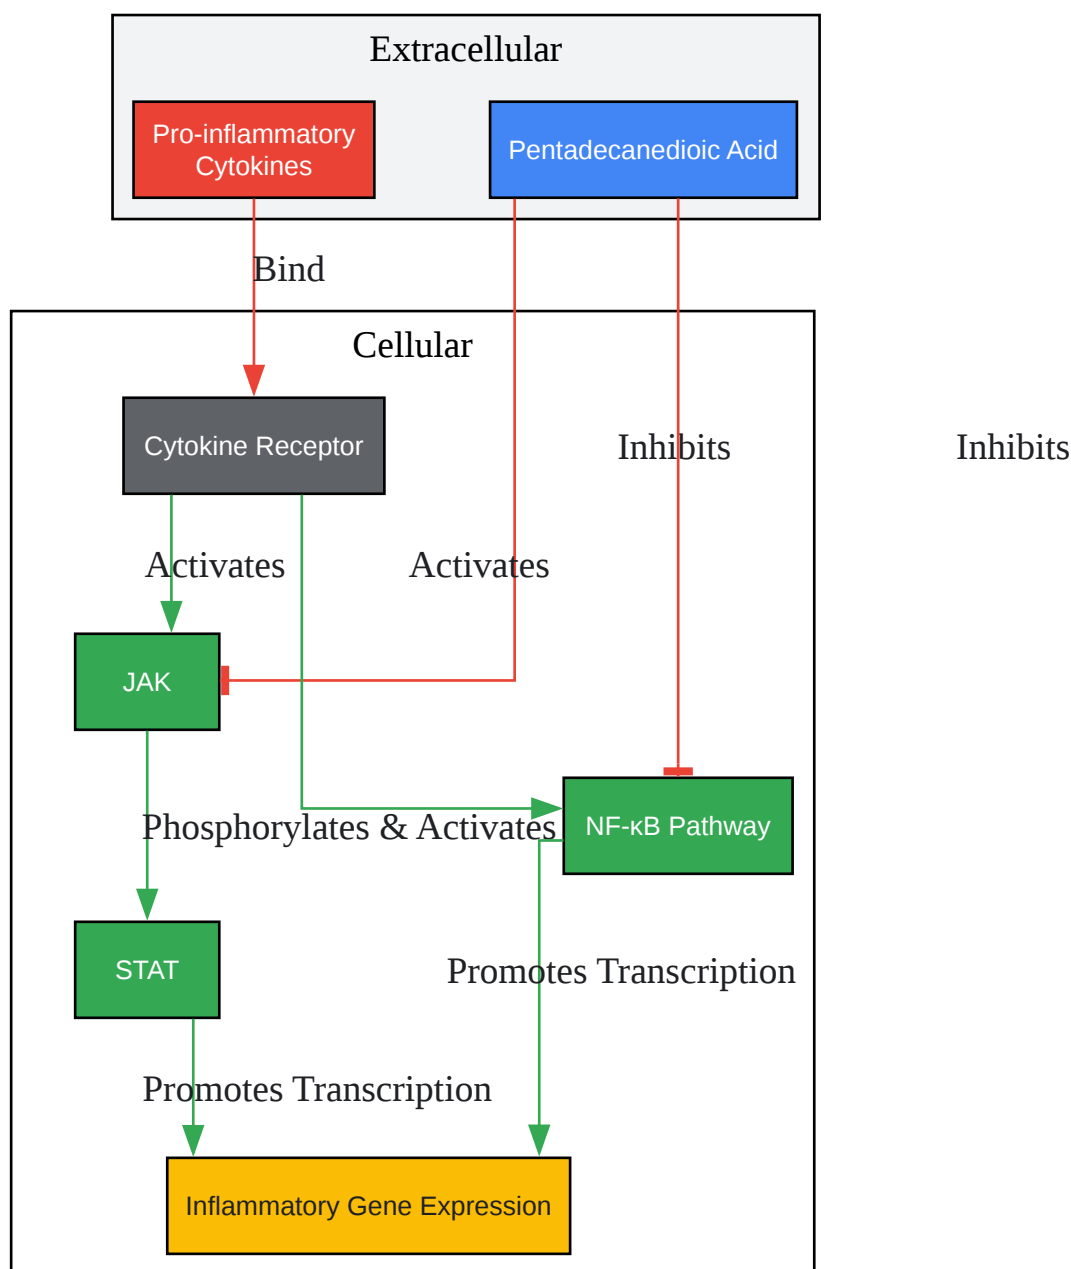 Extracellular
Pro-inflammatory
Cytokines
Pentadecanedioic Acid
Bind
Cellular
Cytokine Receptor
Inhibits
Inhibits
Activates
Activates
JAK
Phosphorylates & Activates
NF-κB Pathway
STAT
Promotes Transcription
Promotes Transcription
Inflammatory Gene Expression